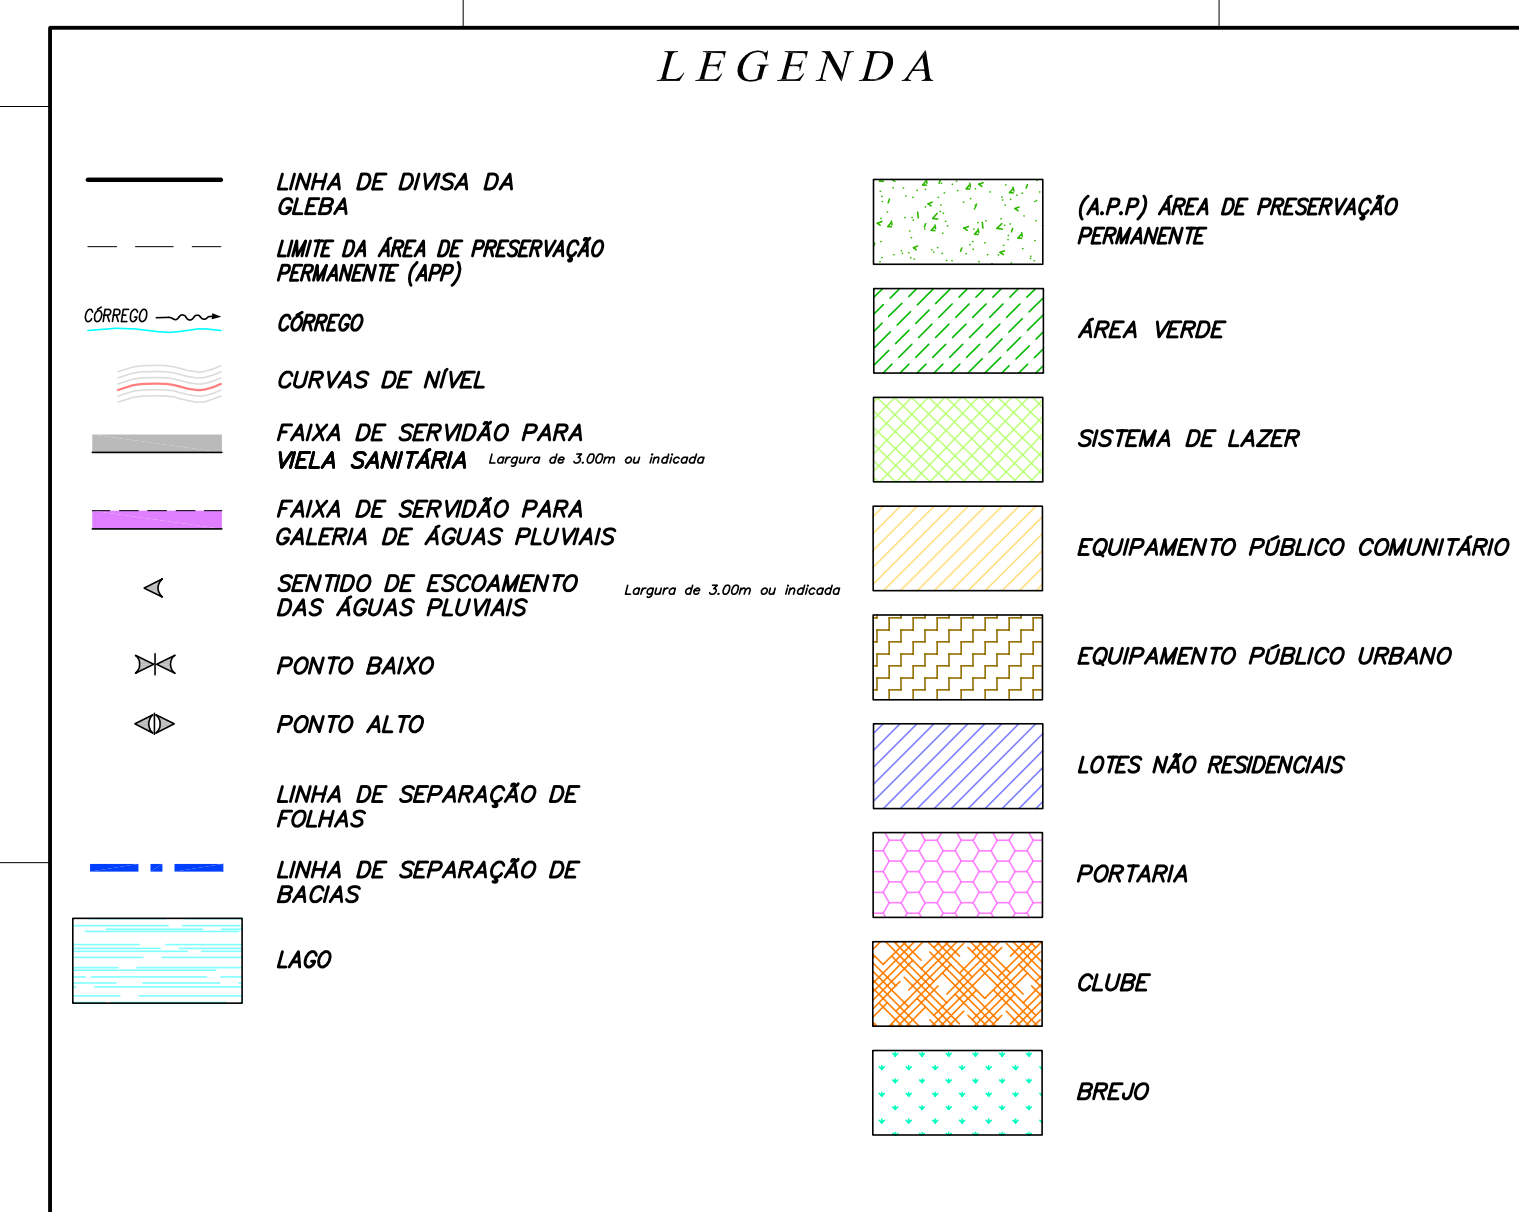 LEGENDA
LINHA DE DIVISA DA
GLEBA
LIMITE DA ÁREA DE PRESERVAÇÃO
PERMANENTE (APP)
CÓRREGO
CÓRREGO
CURVAS DE NÍVEL
FAIXA DE SERVIDÃO PARA
VIELA SANITÁRIA Largura de 3.00m ou indicada
FAIXA DE SERVIDÃO PARA
GALERIA DE ÁGUAS PLUVIAIS
SENTIDO DE ESCOAMENTO
DAS ÁGUAS PLUVIAIS
Largura de 3.00m ou indicada
PONTO BAIXO
PONTO ALTO
LINHA DE SEPARAÇÃO DE
FOLHAS
LINHA DE SEPARAÇÃO DE
BACIAS
LAGO
(A.P.P) ÁREA DE PRESERVAÇÃO
PERMANENTE
ÁREA VERDE
SISTEMA DE LAZER
EQUIPAMENTO PÚBLICO COMUNITÁRIO
EQUIPAMENTO PÚBLICO URBANO
LOTES NÃO RESIDENCIAIS
PORTARIA
CLUBE
BREJO